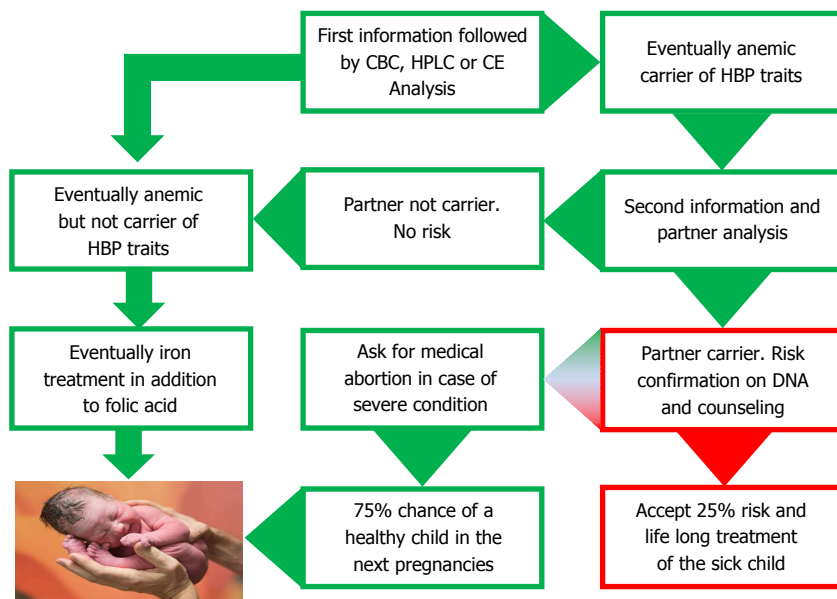 First information followed
by CBC, HPLC or CE
Analysis
Eventually anemic
carrier of HBP traits
Eventually anemic
but not carrier of
HBP traits
Partner not carrier.
No risk
Second information and
partner analysis
Eventually iron
treatment in addition
to folic acid
Ask for medical
abortion in case of
severe condition
Partner carrier. Risk
confirmation on DNA
and counseling
75% chance of a
healthy child in the
next pregnancies
Accept 25% risk and
life long treatment
of the sick child